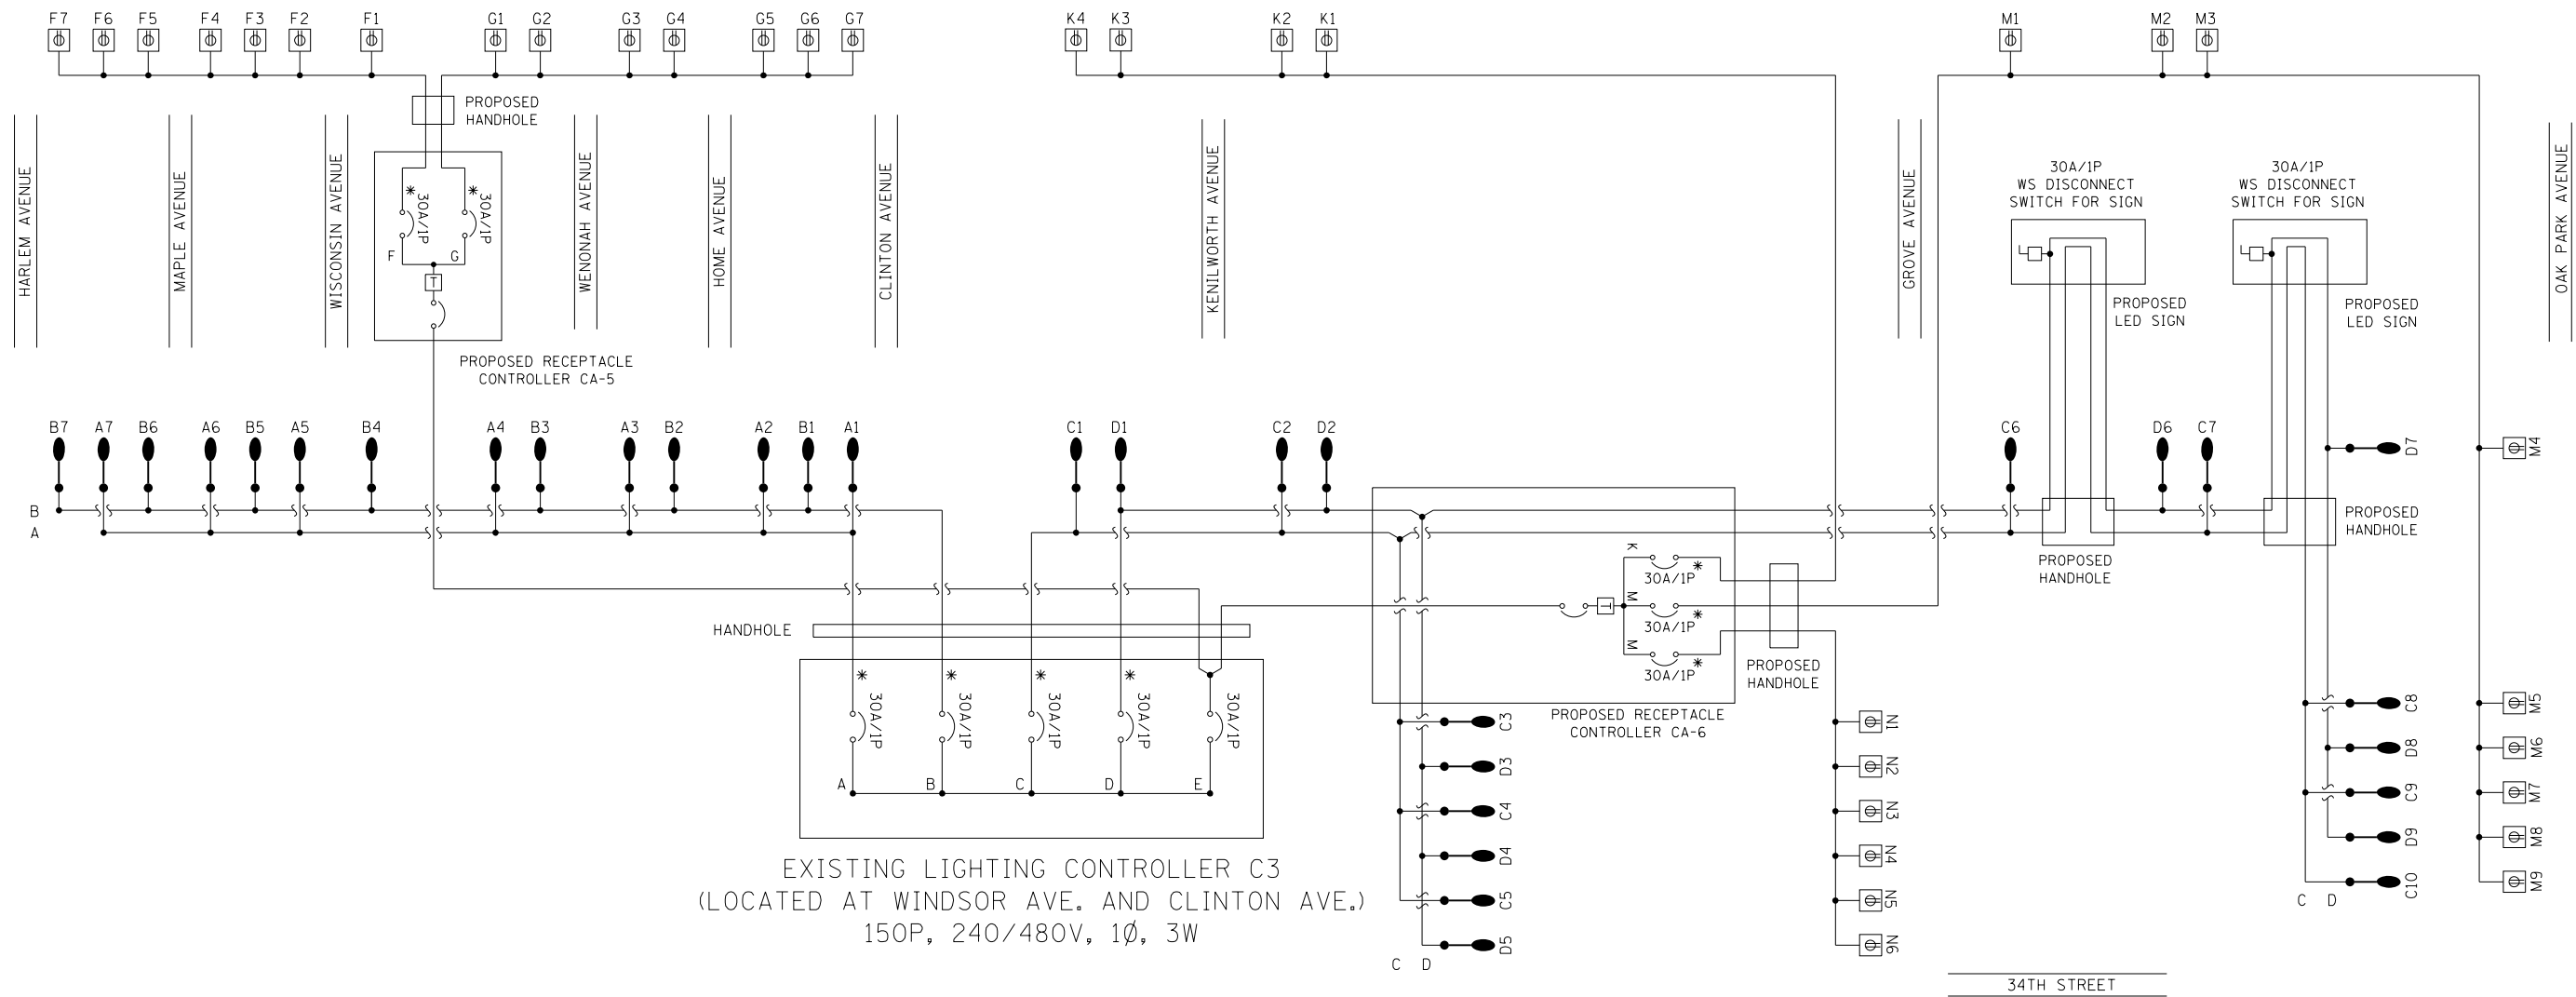 F7 F6 F5 F4 F3 F2 F1 G1 G2 G3 G4 G5 G6 G7 K4 K3 K2 K1 M1 M2 M3
PROPOSED
HANDHOLE
HARLEM AVENUE
MAPLE AVENUE
WISCONSIN AVENUE
WENONAH AVENUE
HOME AVENUE
CLINTON AVENUE
KENILWORTH AVENUE
GROVE AVENUE
OAK PARK AVENUE
* 30A/1P
* 30A/1P
F G
T
PROPOSED RECEPTACLE
CONTROLLER CA-5
30A/1P
WS DISCONNECT
SWITCH FOR SIGN
PROPOSED
LED SIGN
30A/1P
WS DISCONNECT
SWITCH FOR SIGN
PROPOSED
LED SIGN
B7 A7 B6 A6 B5 A5 B4 A4 B3 A3 B2 A2 B1 A1 C1 D1 C2 D2 C6 D6 C7
D7
M4
B
A
PROPOSED
HANDHOLE
PROPOSED
HANDHOLE
K
30A/1P *
M
T
30A/1P *
M
30A/1P *
PROPOSED
HANDHOLE
PROPOSED RECEPTACLE
CONTROLLER CA-6
HANDHOLE
* 30A/1P
* 30A/1P
* 30A/1P
* 30A/1P
30A/1P
A B C D E
EXISTING LIGHTING CONTROLLER C3
(LOCATED AT WINDSOR AVE. AND CLINTON AVE.)
150P, 240/480V, 1Ø, 3W
C3
D3
C4
D4
C5
D5
C D
N1
N2
N3
N4
N5
N6
C8
D8
C9
D9
C10
C D
M5
M6
M7
M8
M9
34TH STREET